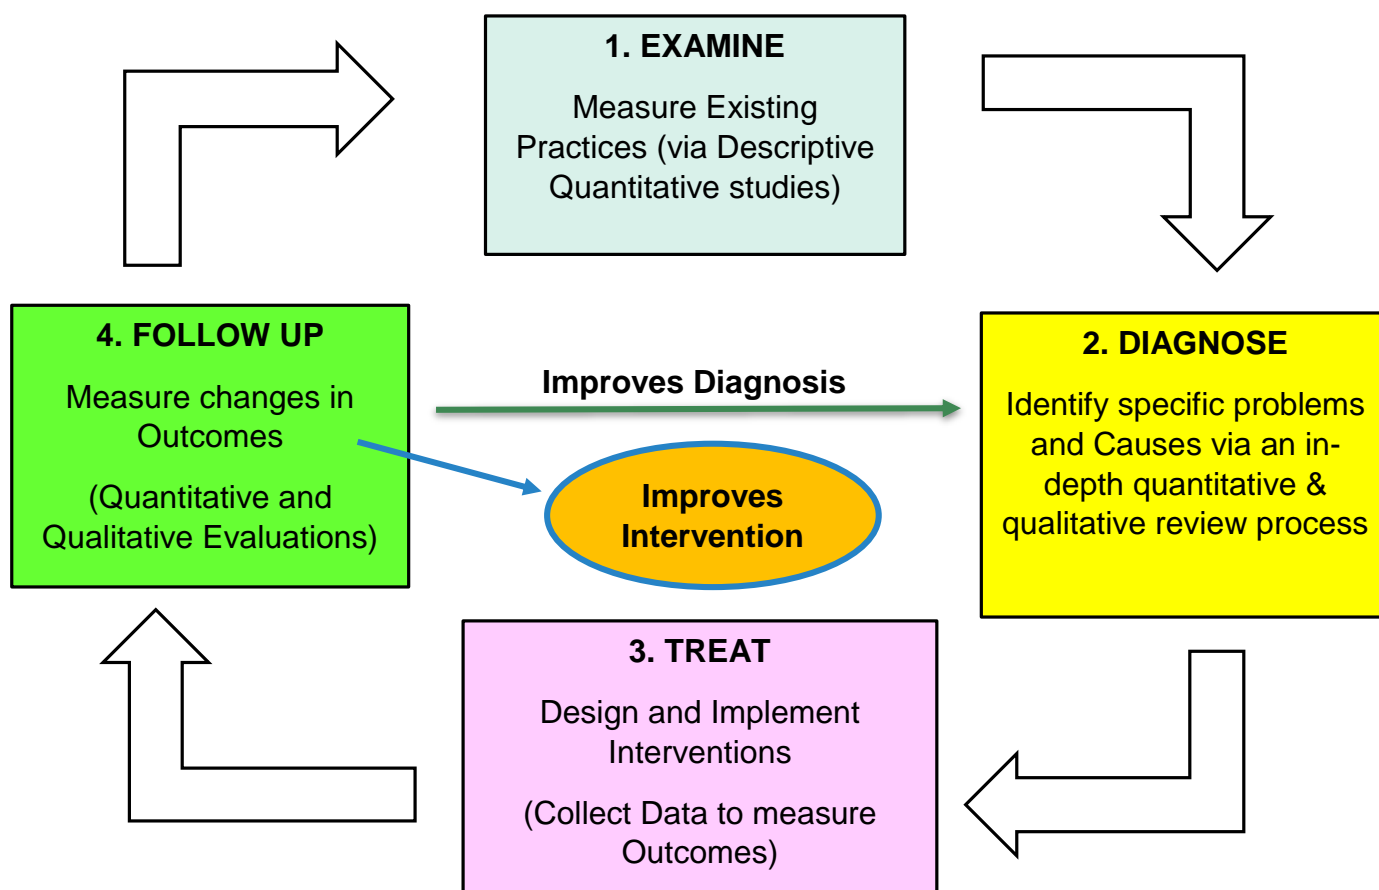 1. EXAMINE
Measure Existing
Practices (via Descriptive
Quantitative studies)
4. FOLLOW UP
Measure changes in
Outcomes
(Quantitative and
Qualitative Evaluations)
Improves Diagnosis
Improves
Intervention
2. DIAGNOSE
Identify specific problems
and Causes via an in-
depth quantitative &
qualitative review process
3. TREAT
Design and Implement
Interventions
(Collect Data to measure
Outcomes)